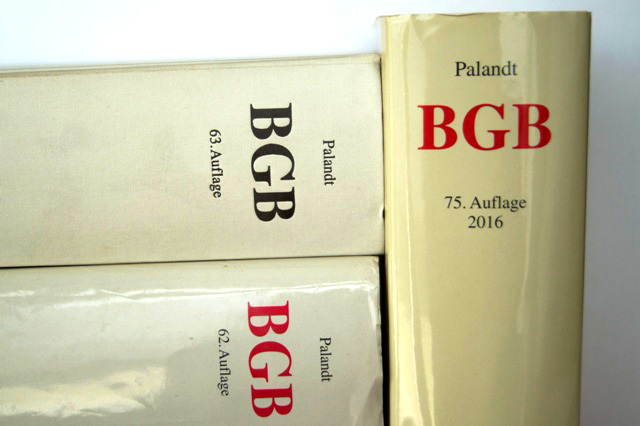 Palandt
BGB
63. Auflage
Palandt
BGB
62. Auflage
Palandt
BGB
75. Auflage
2016